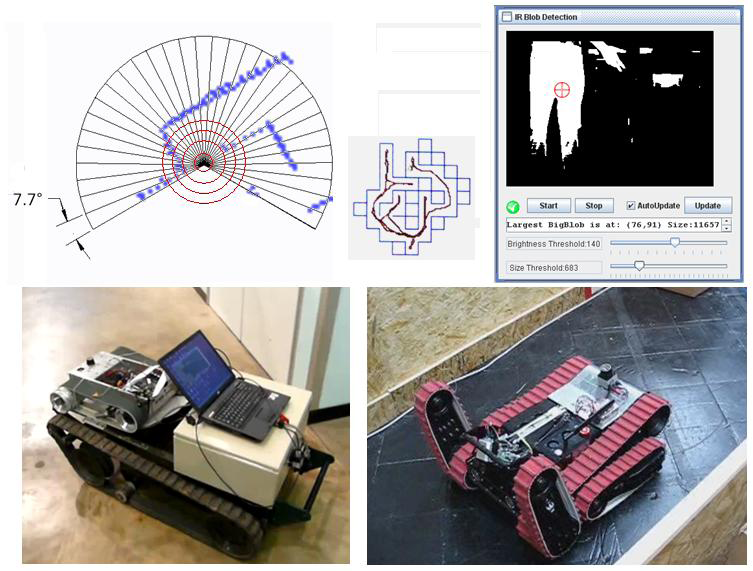 7.7°
IR Blob Detection
Start Stop AutoUpdate Update
Largest BigBlob is at: (76,91) Size:11657
Brightness Threshold:140
Size Threshold:683